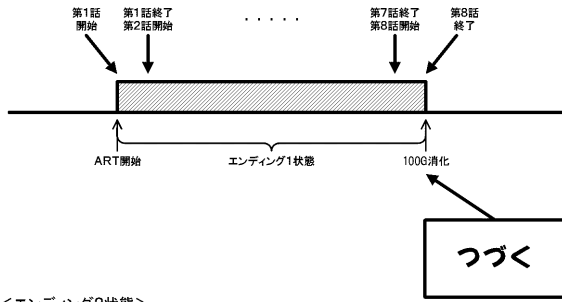 第1話
開始
第1話終了
第2話開始
・・・・・
第7話終了
第8話開始
第8話
終了
ART開始
エンディング1状態
100G消化
つづく